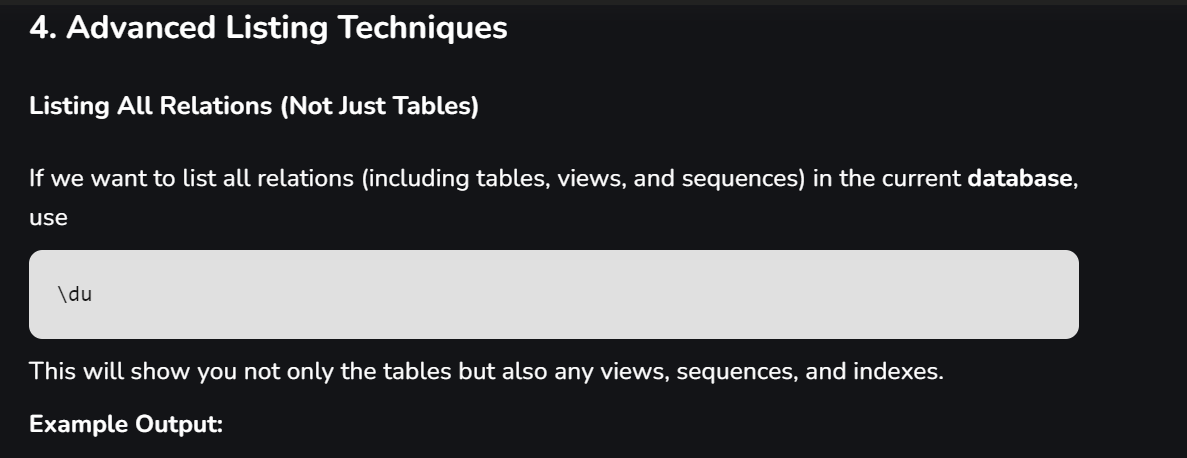 4. Advanced Listing Techniques
Listing All Relations (Not Just Tables)
If we want to list all relations (including tables, views, and sequences) in the current database,
use
\du
This will show you not only the tables but also any views, sequences, and indexes.
Example Output: